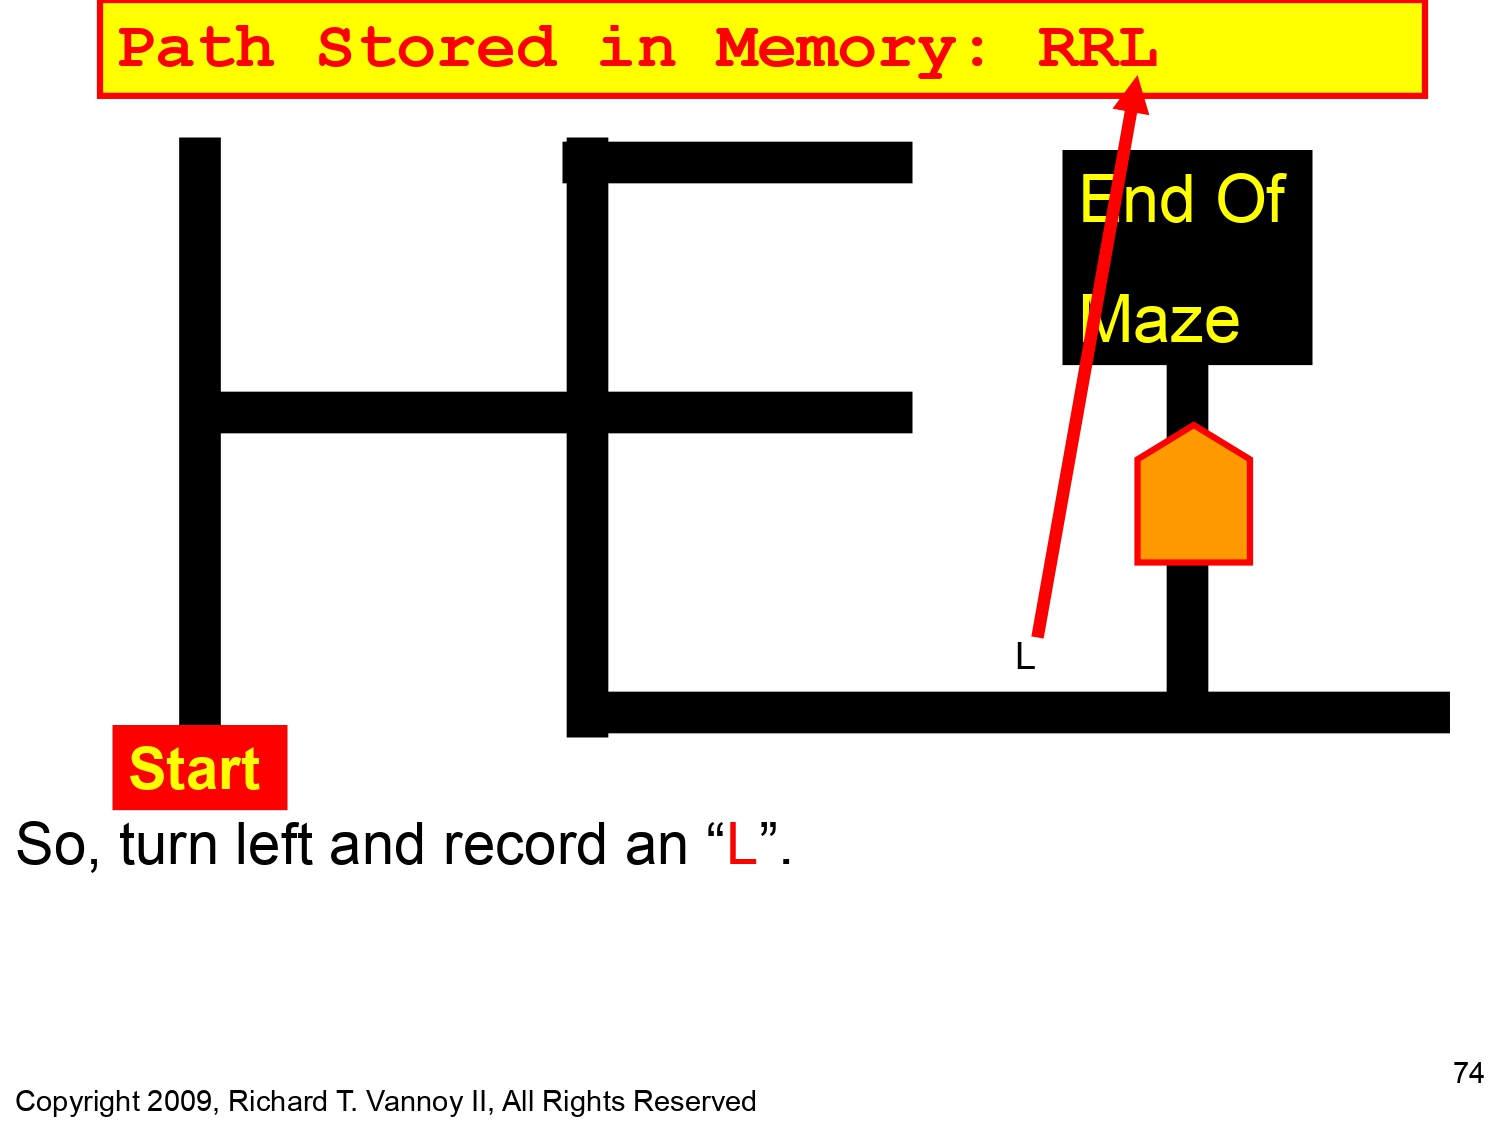 Path Stored in Memory: RRL
End Of
Maze
L
Start
So, turn left and record an “L”.
74
Copyright 2009, Richard T. Vannoy II, All Rights Reserved